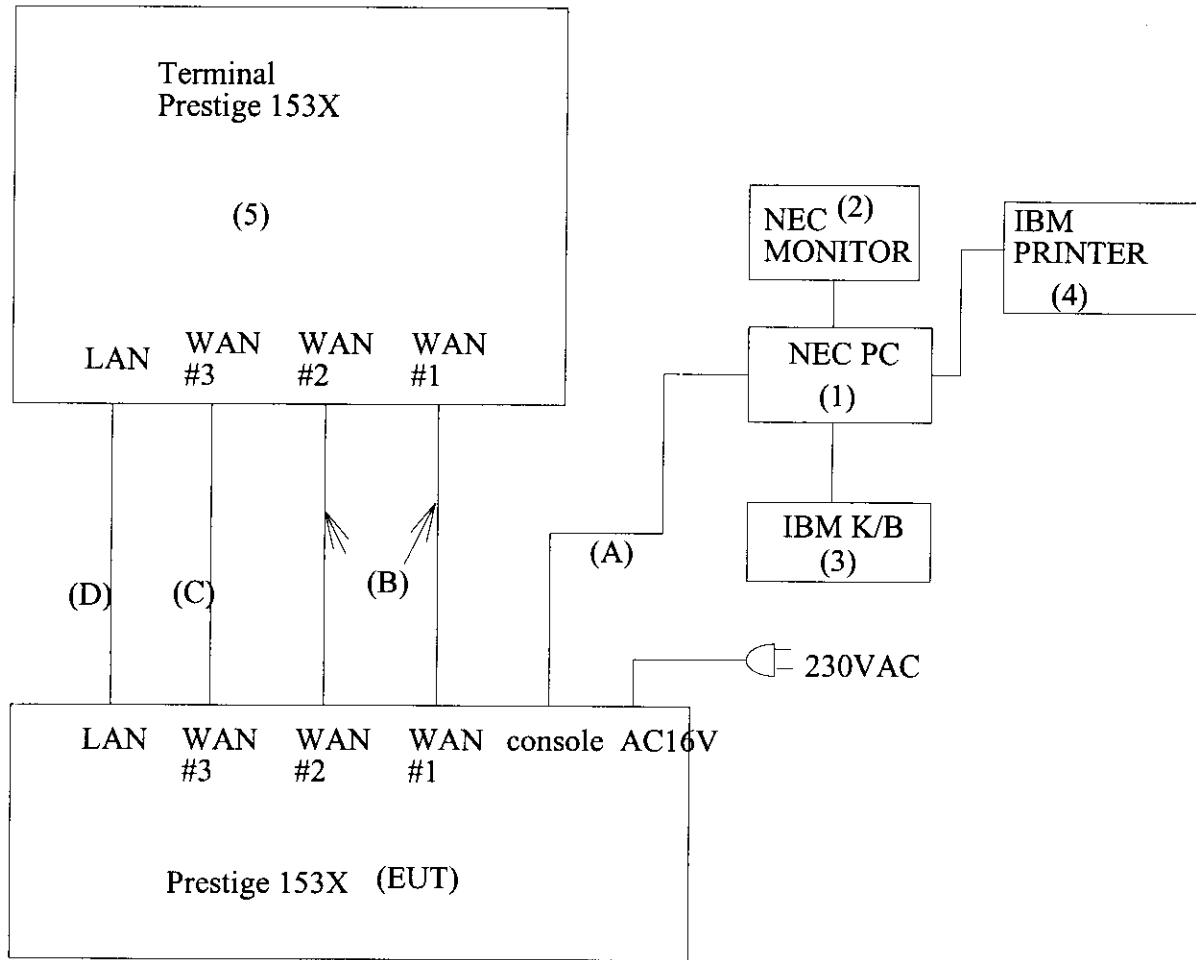 Terminal
Prestige 153X
(5)
LAN
WAN
#3
WAN
#2
WAN
#1
NEC (2)
MONITOR
IBM
PRINTER
(4)
NEC PC
(1)
IBM K/B
(3)
(A)
(B)
(C)
(D)
230VAC
LAN
WAN
#3
WAN
#2
WAN
#1
console
AC16V
Prestige 153X (EUT)